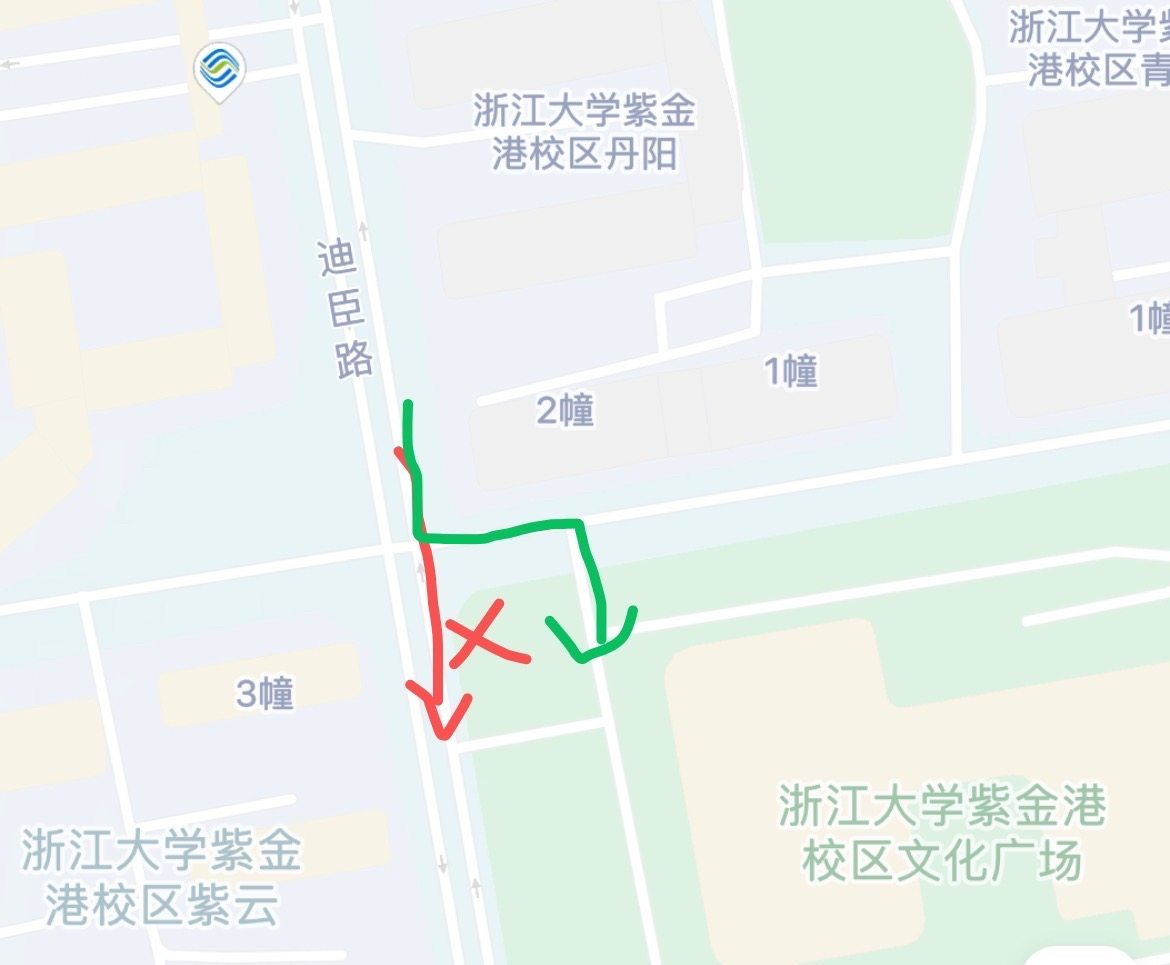 浙江大学紫
港校区青
浙江大学紫金
港校区丹阳
迪臣路
1幢
1幢
2幢
3幢
浙江大学紫金港
校区文化广场
浙江大学紫金
港校区紫云